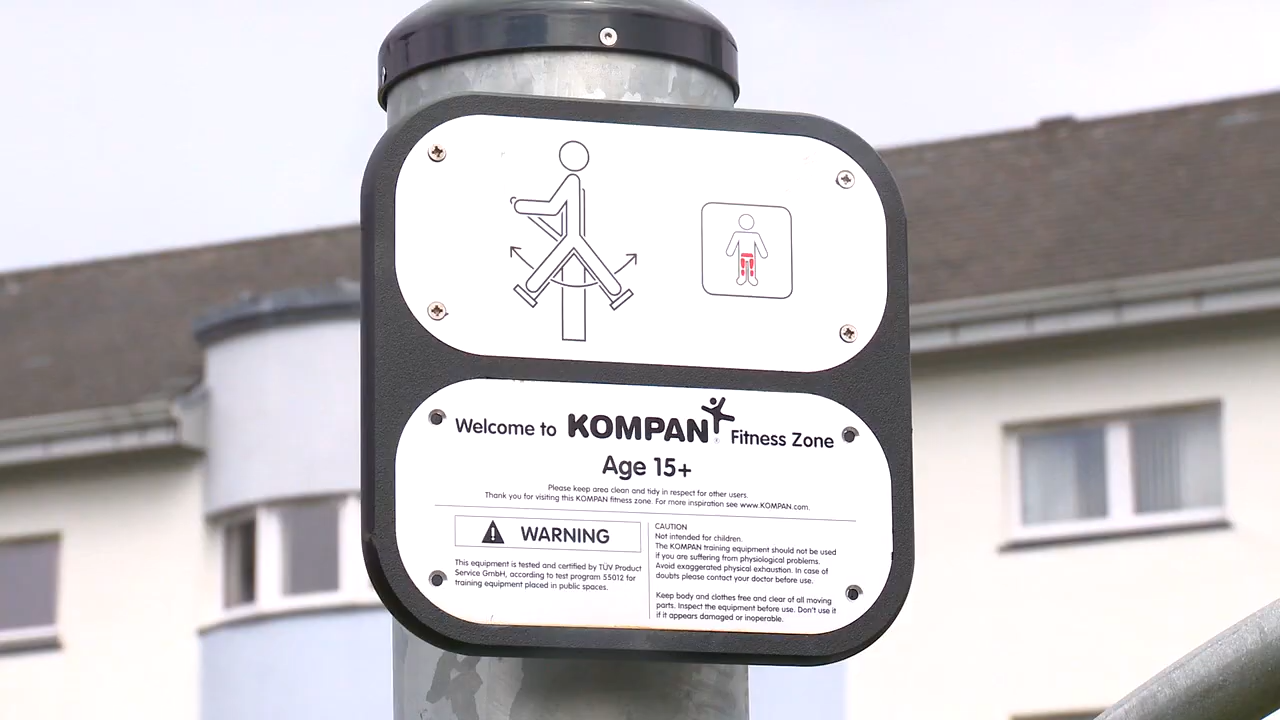 Welcome to KOMPAN® Fitness Zone
Age 15+
Please keep area clean and tidy in respect for other users.
Thank you for visiting this KOMPAN fitness zone. For more inspiration see www.KOMPAN.com.
WARNING
This equipment is tested and certified by TÜV Product
Service GmbH, according to test program 55012 for
training equipment placed in public spaces.
CAUTION
Not intended for children.
The KOMPAN training equipment should not be used
if you are suffering from physiological problems.
Avoid exaggerated physical exhaustion. In case of
doubts please contact your doctor before use.
Keep body and clothes free and clear of all moving
parts. Inspect the equipment before use. Don't use it
if it appears damaged or inoperable.